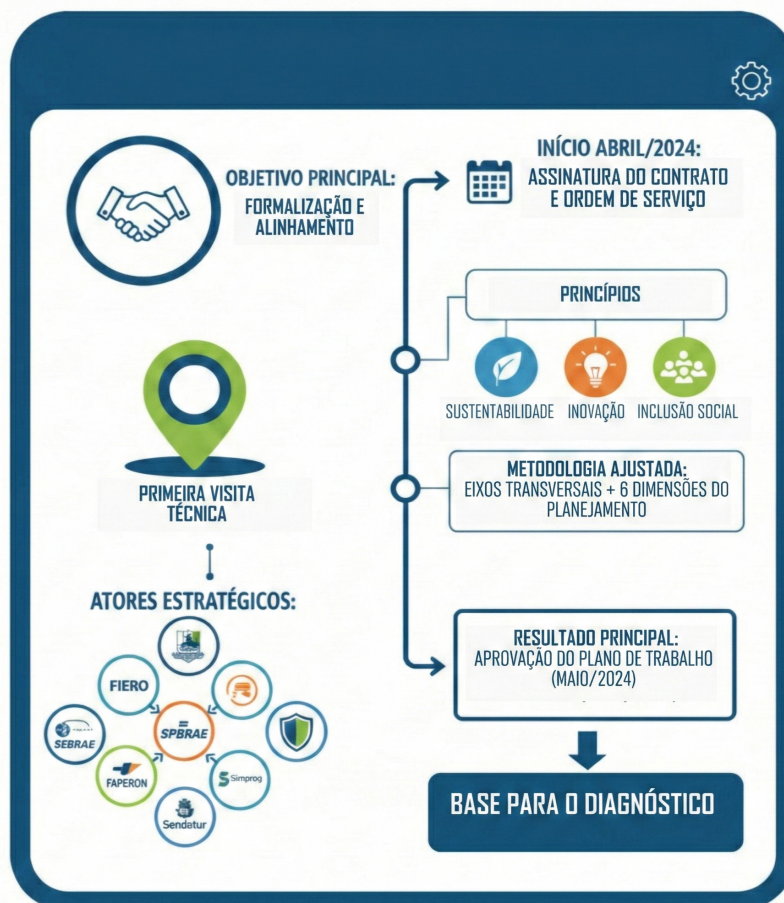 OBJETIVO PRINCIPAL:
FORMALIZAÇÃO E
ALINHAMENTO
INÍCIO ABRIL/2024:
ASSINATURA DO CONTRATO
E ORDEM DE SERVIÇO
PRINCÍPIOS
SUSTENTABILIDADE
INOVAÇÃO
INCLUSÃO SOCIAL
PRIMEIRA VISITA
TÉCNICA
METODOLOGIA AJUSTADA:
EIXOS TRANSVERSAIS + 6 DIMENSÕES DO
PLANEJAMENTO
ATORES ESTRATÉGICOS:
FIERO
SEBRAE
SPBRAE
FAPERON
Simprog
Sendatur
RESULTADO PRINCIPAL:
APROVAÇÃO DO PLANO DE TRABALHO
(MAIO/2024)
BASE PARA O DIAGNÓSTICO